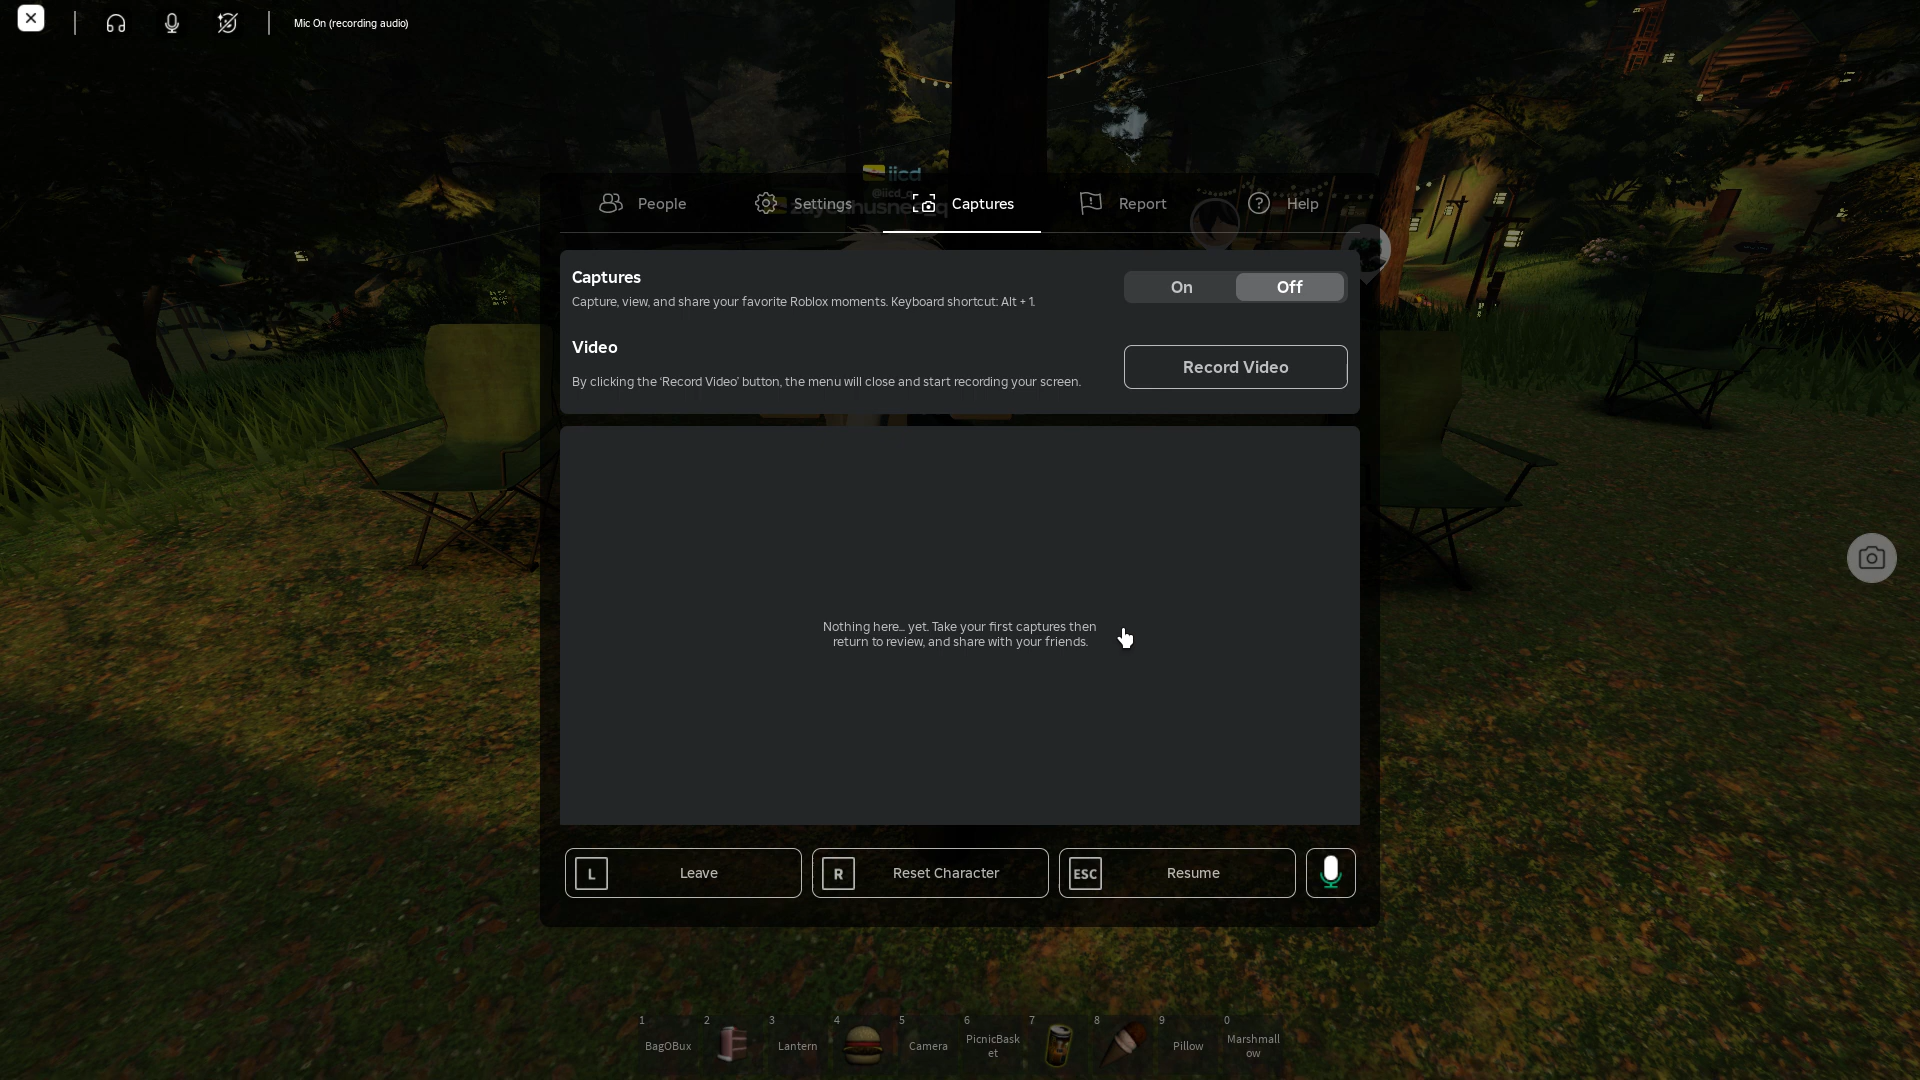 Mic On (recording audio)
iicd
People
Settings
Captures
Report
Help
Captures
Capture, view, and share your favorite Roblox moments. Keyboard shortcut: Alt + 1.
On
Off
Video
By clicking the 'Record Video' button, the menu will close and start recording your screen.
Record Video
Nothing here... yet. Take your first captures then
return to review, and share with your friends.
L
Leave
R
Reset Character
ESC
Resume
1
BagOBux
2
3
Lantern
4
5
Camera
6
PicnicBask
et
7
8
9
Pillow
0
Marshmall
ow